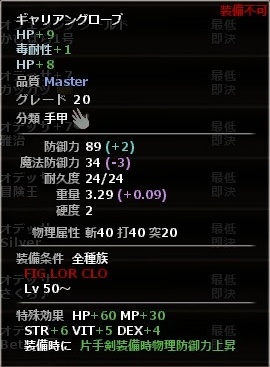 装備不可
ギャリアングローブ
HP+9
毒耐性+1
HP+8
品質 Master
グレード 20
分類 手甲
防御力 89 (+2)
魔法防御力 34 (-3)
耐久度 24/24
重量 3.29 (+0.09)
硬度 2
物理属性 斬40 打40 突20
装備条件 全種族
FIG LOR CLO
Lv 50～
特殊効果 HP+60 MP+30
STR+6 VIT+5 DEX+4
装備時に 片手剣装備時物理防御力上昇